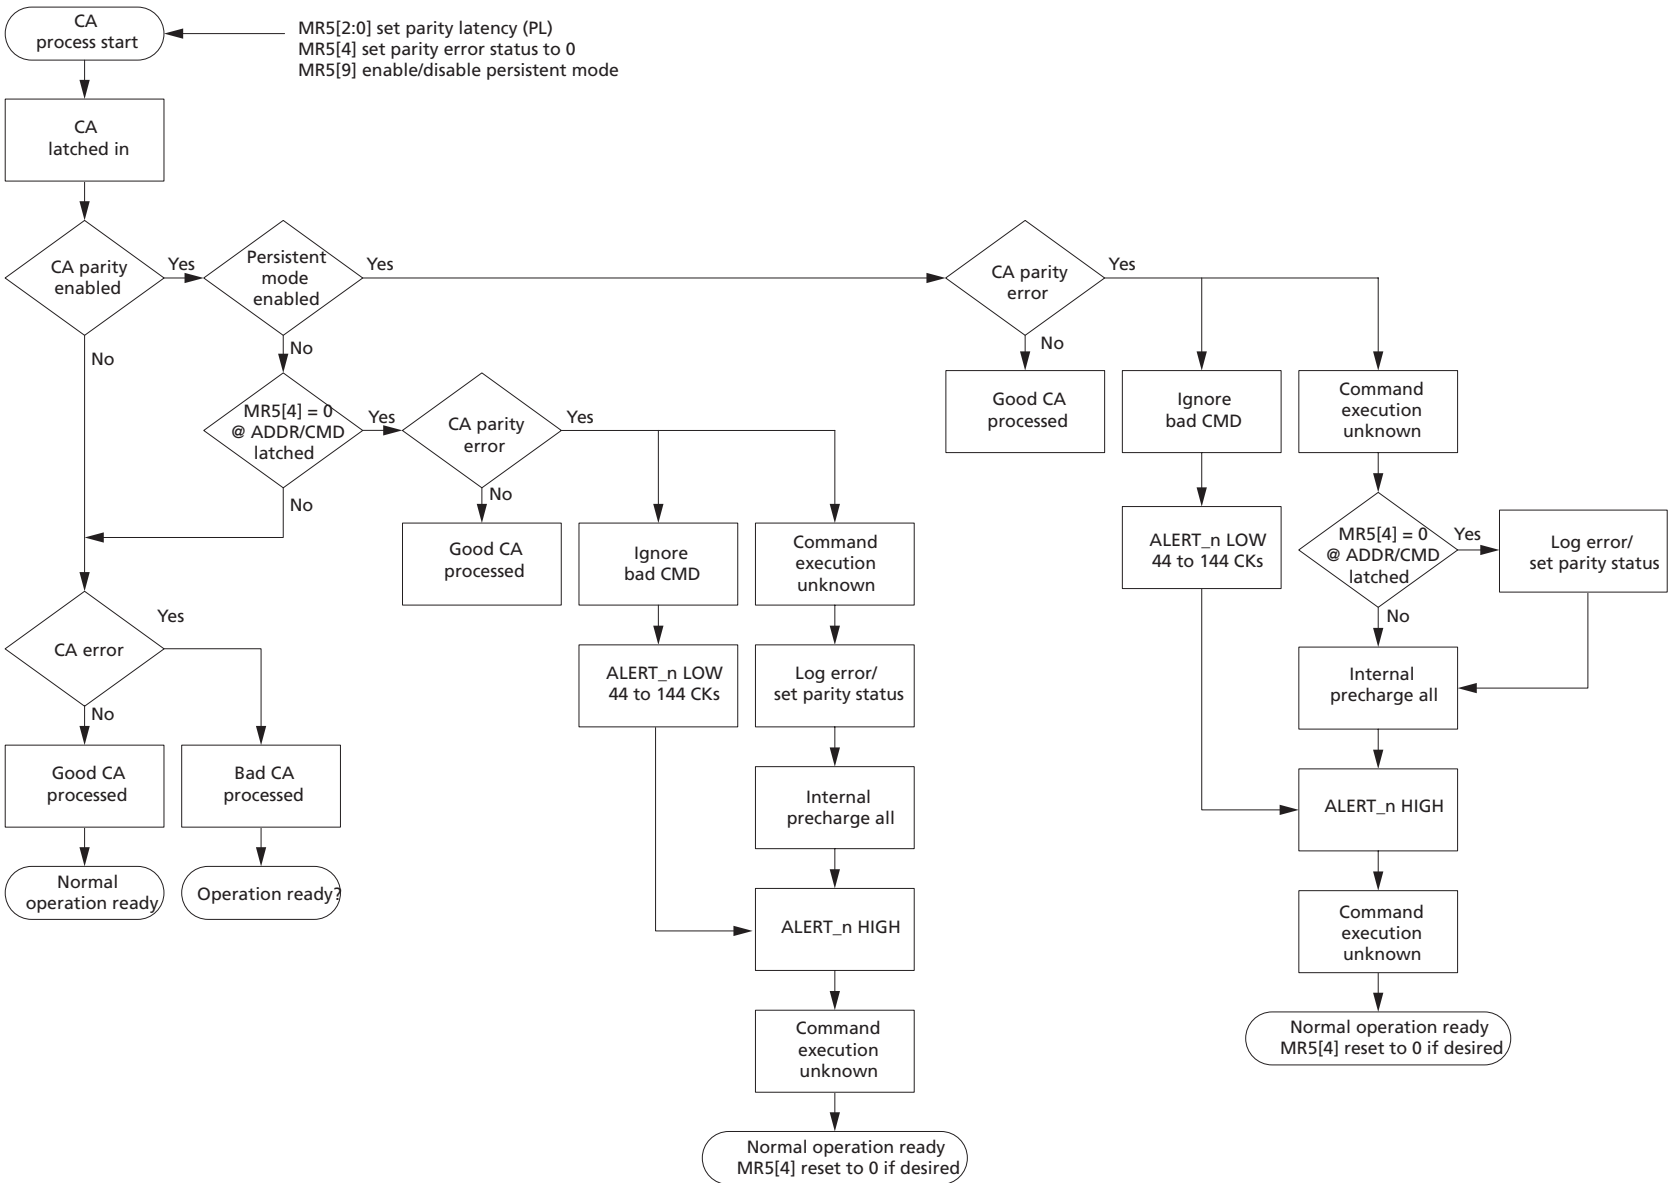 CA
process start
MR5[2:0] set parity latency (PL)
MR5[4] set parity error status to 0
MR5[9] enable/disable persistent mode
CA
latched in
CA parity
enabled
Yes
No
Persistent
mode
enabled
Yes
No
CA parity
error
Yes
No
MR5[4] = 0
@ ADDR/CMD
latched
Yes
No
CA parity
error
Yes
No
Good CA
processed
Ignore
bad CMD
Command
execution
unknown
Good CA
processed
Ignore
bad CMD
Command
execution
unknown
ALERT_n LOW
44 to 144 CKs
MR5[4] = 0
@ ADDR/CMD
latched
Yes
No
Log error/
set parity status
CA error
Yes
No
ALERT_n LOW
44 to 144 CKs
Log error/
set parity status
Internal
precharge all
Good CA
processed
Bad CA
processed
Internal
precharge all
ALERT_n HIGH
Normal
operation ready
Operation ready?
ALERT_n HIGH
Command
execution
unknown
Command
execution
unknown
Normal operation ready
MR5[4] reset to 0 if desired
Normal operation ready
MR5[4] reset to 0 if desired